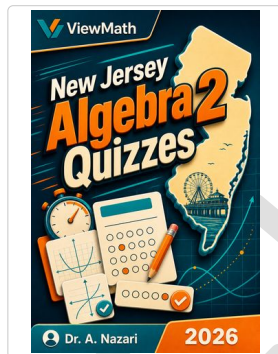 ViewMath
New Jersey
Algebra 2
Quizzes
Dr. A. Nazari
2026